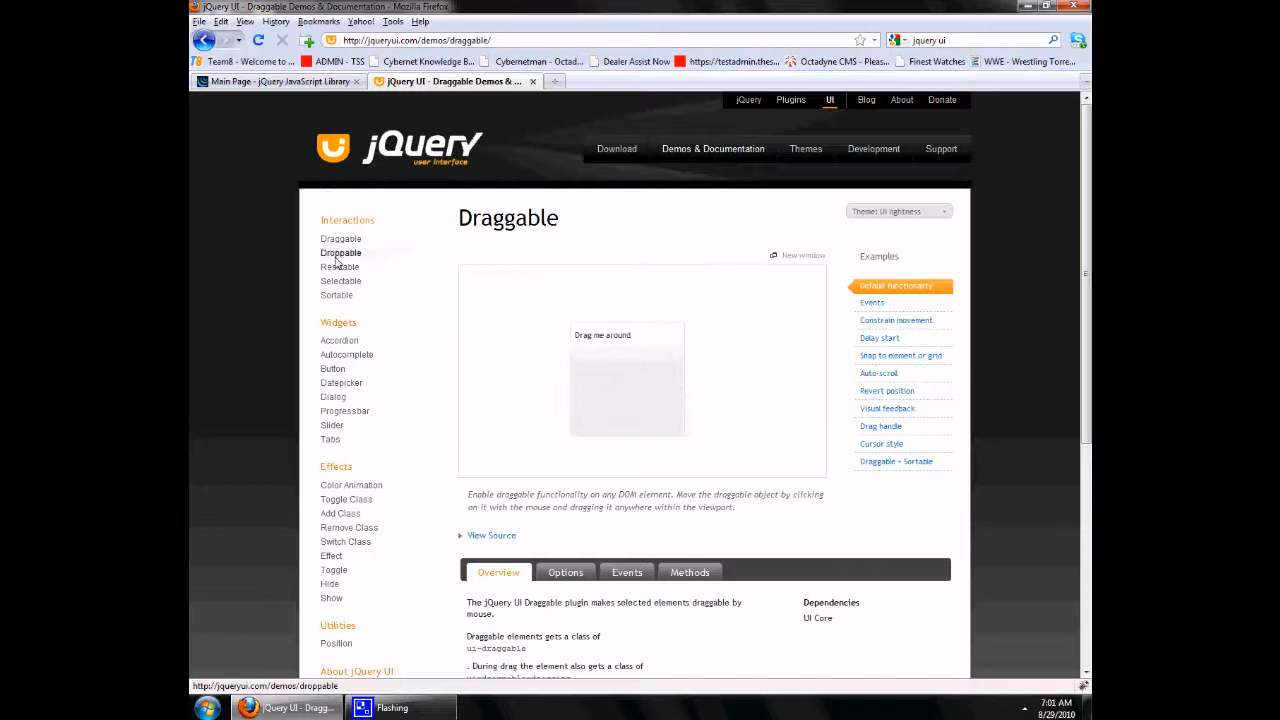 jQuery UI - Draggable Demos & Documentation - Mozilla Firefox
File Edit View History Bookmarks Yahoo! Tools Help
http://jqueryui.com/demos/draggable/
jquery ui
Team8 - Welcome to ... ADMIN - TSS Cybernet Knowledge B... Cybernetman - Octad... Dealer Assist Now https://testadmin.thes... Octadyne CMS - Pleas... Finest Watches WWE - Wrestling Torre...
Main Page - jQuery JavaScript Library
jQuery UI - Draggable Demos & ...
jQuery Plugins UI Blog About Donate
jQuery
user interface
Download Demos & Documentation Themes Development Support
Interactions
Draggable
Droppable
Resizable
Selectable
Sortable
Widgets
Accordion
Autocomplete
Button
Datepicker
Dialog
Progressbar
Slider
Tabs
Effects
Color Animation
Toggle Class
Add Class
Remove Class
Switch Class
Effect
Toggle
Hide
Show
Utilities
Position
About jQuery UI
Draggable
Theme: UI lightness
New window
Drag me around
Examples
Default functionality
Events
Constrain movement
Delay start
Snap to element or grid
Auto-scroll
Revert position
Visual feedback
Drag handle
Cursor style
Draggable + Sortable
Enable draggable functionality on any DOM element. Move the draggable object by clicking
on it with the mouse and dragging it anywhere within the viewport.
View Source
Overview Options Events Methods
The jQuery UI Draggable plugin makes selected elements draggable by
mouse.
Draggable elements gets a class of
ui-draggable
. During drag the element also gets a class of
Dependencies
UI Core
http://jqueryui.com/demos/droppable
jQuery UI - Dragg...
Flashing
7:01 AM
8/29/2010